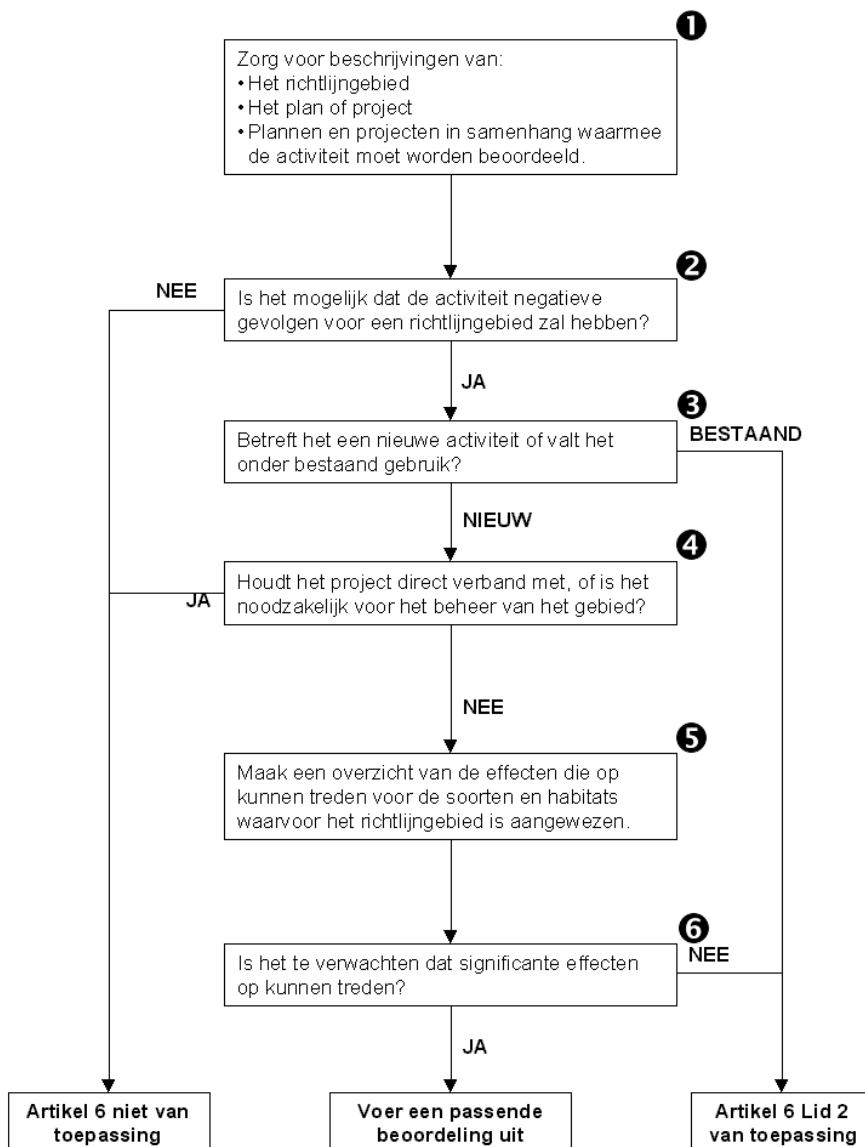 ❶
Zorg voor beschrijvingen van:
• Het richtlijngebied
• Het plan of project
• Plannen en projecten in samenhang waarmee
de activiteit moet worden beoordeeld.
❷
NEE
Is het mogelijk dat de activiteit negatieve
gevolgen voor een richtlijngebied zal hebben?
JA
❸
BESTAAND
Betreft het een nieuwe activiteit of valt het
onder bestaand gebruik?
NIEUW
❹
Houdt het project direct verband met, of is het
noodzakelijk voor het beheer van het gebied?
JA
NEE
❺
Maak een overzicht van de effecten die op
kunnen treden voor de soorten en habitats
waarvoor het richtlijngebied is aangewezen.
❻
NEE
Is het te verwachten dat significante effecten
op kunnen treden?
JA
Artikel 6 niet van
toepassing
Voer een passende
beoordeling uit
Artikel 6 Lid 2
van toepassing